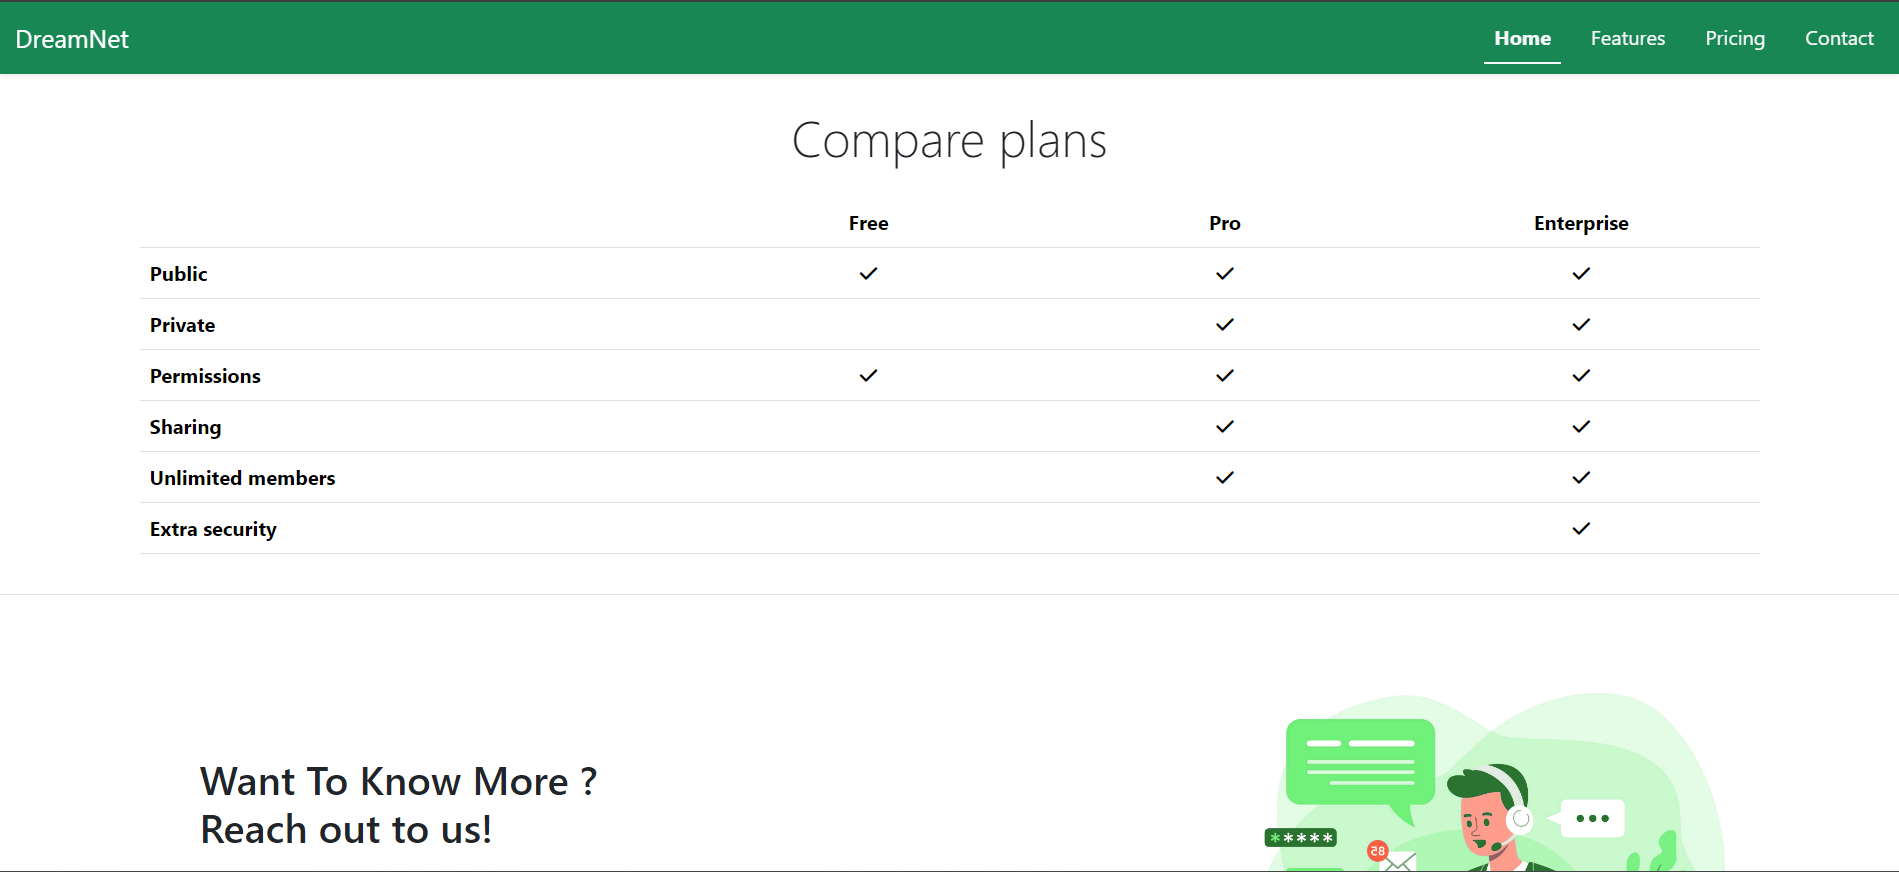 DreamNet Home Features Pricing Contact
Compare plans
Free Pro Enterprise
Public ✓ ✓ ✓
Private ✓ ✓
Permissions ✓ ✓ ✓
Sharing ✓ ✓
Unlimited members ✓ ✓
Extra security ✓
Want To Know More ?
Reach out to us!
*****